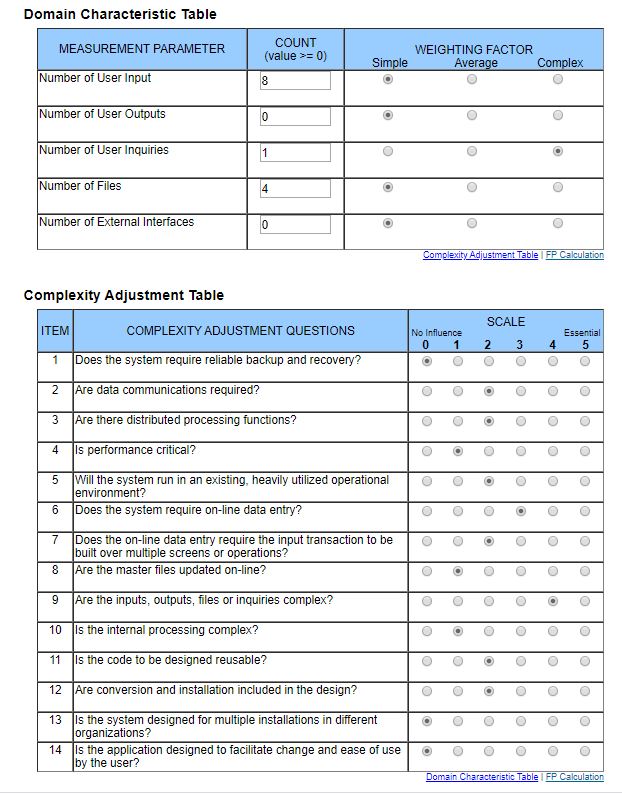 Domain Characteristic Table
MEASUREMENT PARAMETER
COUNT
(value >= 0)
WEIGHTING FACTOR
Simple Average Complex
Number of User Input 8
Number of User Outputs 0
Number of User Inquiries 1
Number of Files 4
Number of External Interfaces 0
Complexity Adjustment Table | FP Calculation
Complexity Adjustment Table
ITEM
COMPLEXITY ADJUSTMENT QUESTIONS
SCALE
No Influence Essential
0 1 2 3 4 5
1 Does the system require reliable backup and recovery?
2 Are data communications required?
3 Are there distributed processing functions?
4 Is performance critical?
5 Will the system run in an existing, heavily utilized operational
environment?
6 Does the system require on-line data entry?
7 Does the on-line data entry require the input transaction to be
built over multiple screens or operations?
8 Are the master files updated on-line?
9 Are the inputs, outputs, files or inquiries complex?
10 Is the internal processing complex?
11 Is the code to be designed reusable?
12 Are conversion and installation included in the design?
13 Is the system designed for multiple installations in different
organizations?
14 Is the application designed to facilitate change and ease of use
by the user?
Domain Characteristic Table | FP Calculation